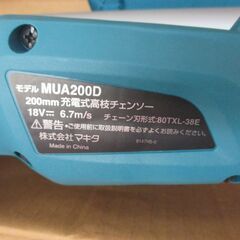 モデル MUA200D
200mm 充電式高枝チェンソー
18V⎓ 6.7m/s チェーン刃形式:80TXL-38E
警告 ご使用前に取扱説明書を必ずよくお読みください
株式会社マキタ
Made in China